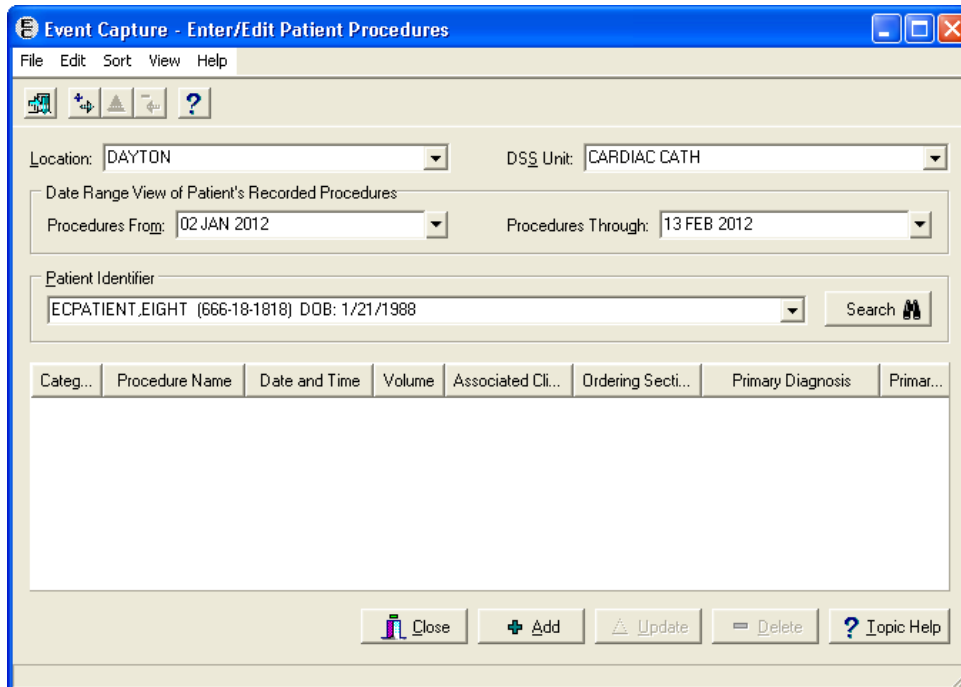 Event Capture - Enter/Edit Patient Procedures
File Edit Sort View Help
Location: DAYTON DSS Unit: CARDIAC CATH
Date Range View of Patient's Recorded Procedures
Procedures From: 02 JAN 2012 Procedures Through: 13 FEB 2012
Patient Identifier
ECPATIENT,EIGHT (666-18-1818) DOB: 1/21/1988 Search
Categ... Procedure Name Date and Time Volume Associated Cli... Ordering Secti... Primary Diagnosis Primar...
Close Add Update Delete ? Topic Help